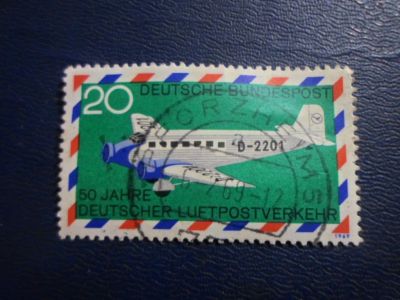 20 DEUTSCHE BUNDESPOST
D-2201
50 JAHRE
DEUTSCHER LUFTPOSTVERKEHR
1969